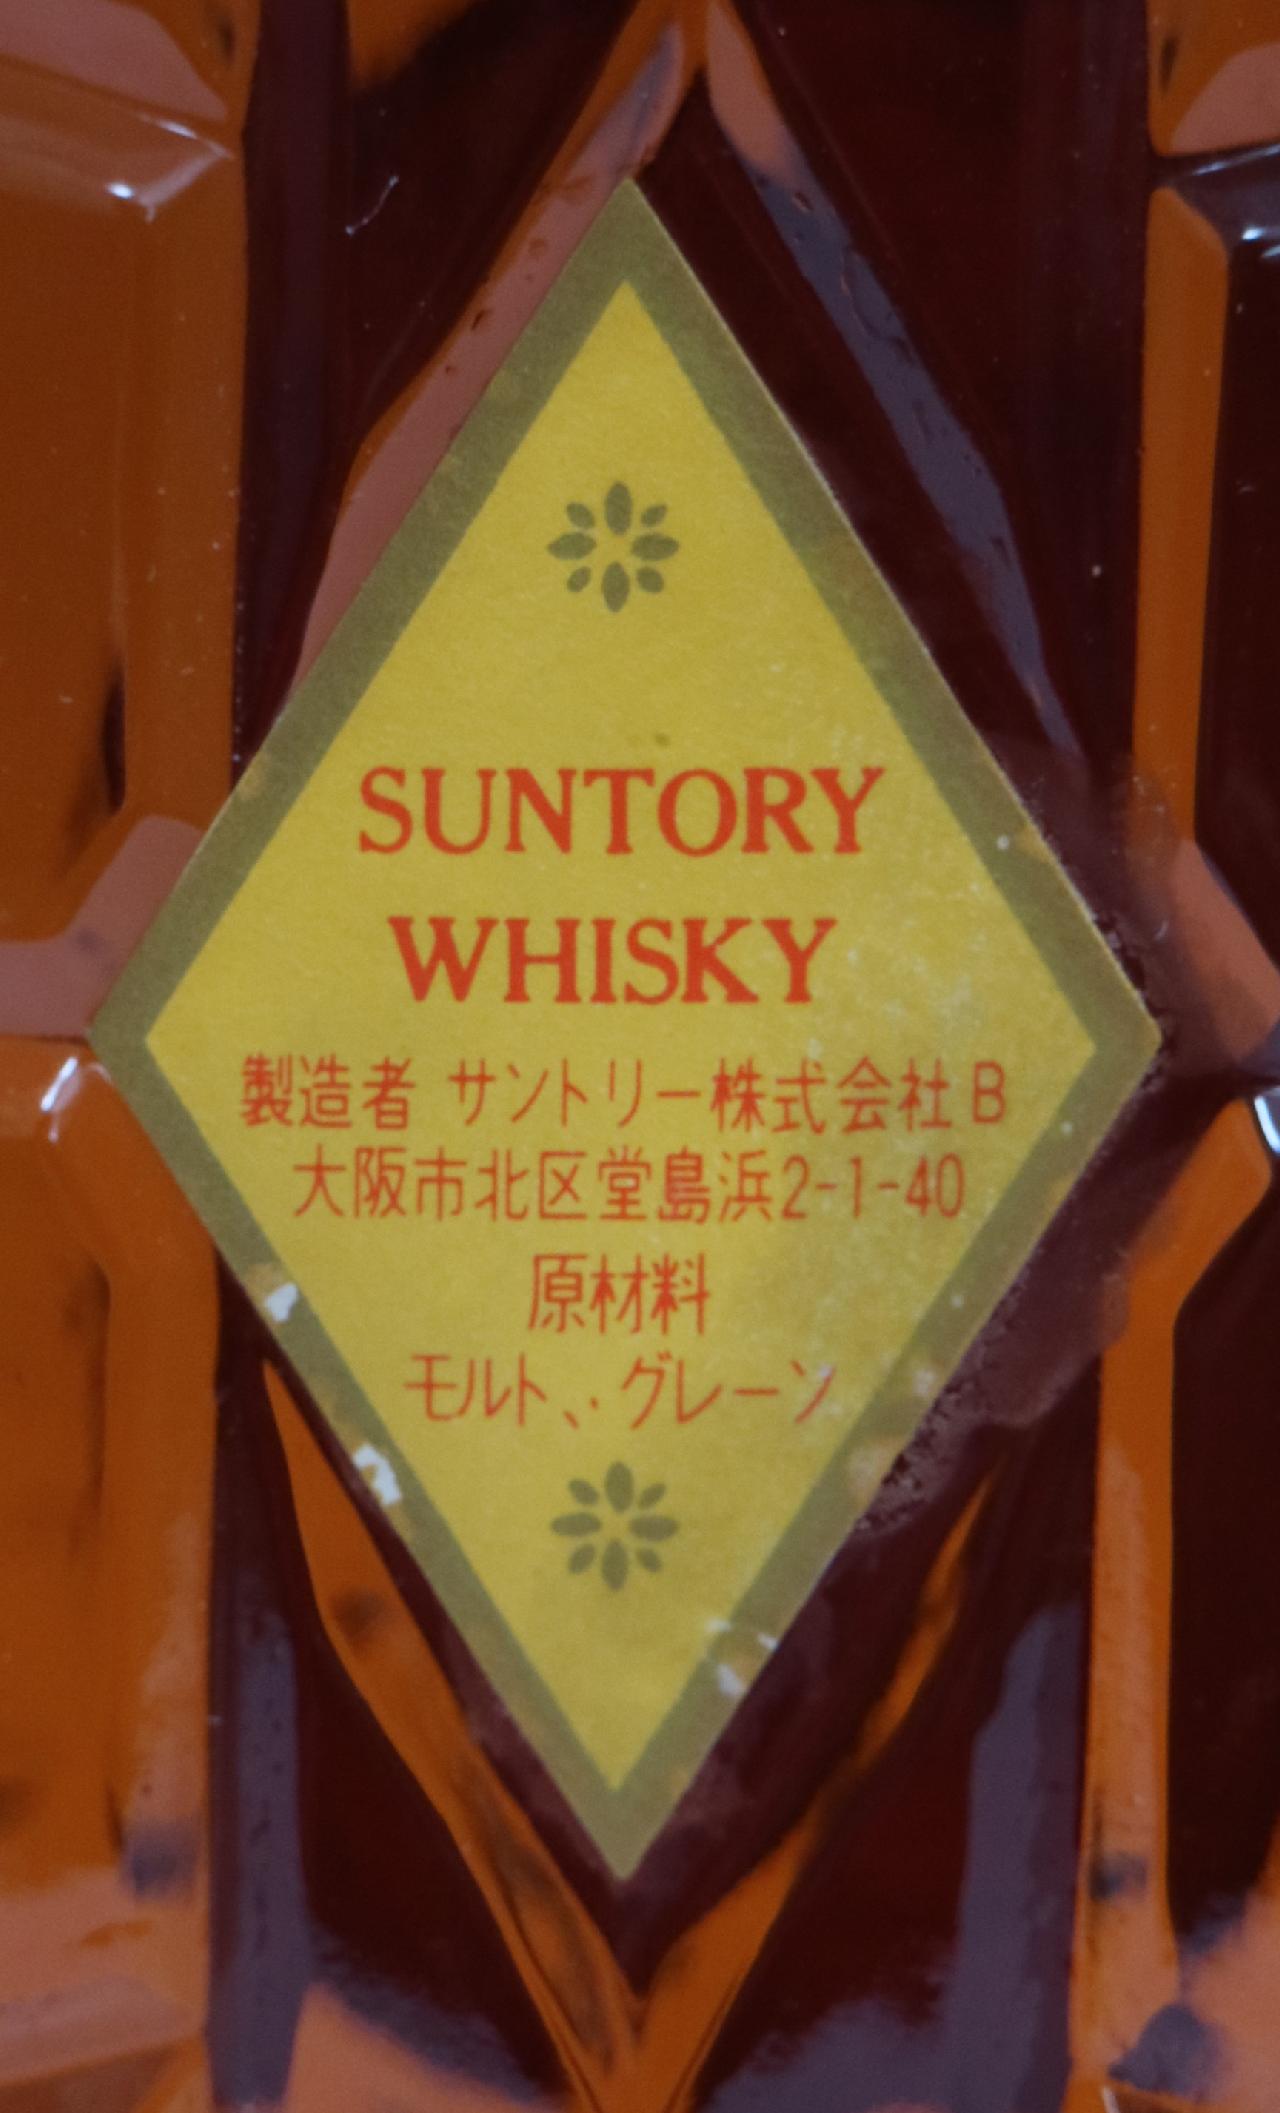 SUNTORY
WHISKY
製造者 サントリー株式会社 B
大阪市北区堂島浜2-1-40
原材料
モルト、グレーン